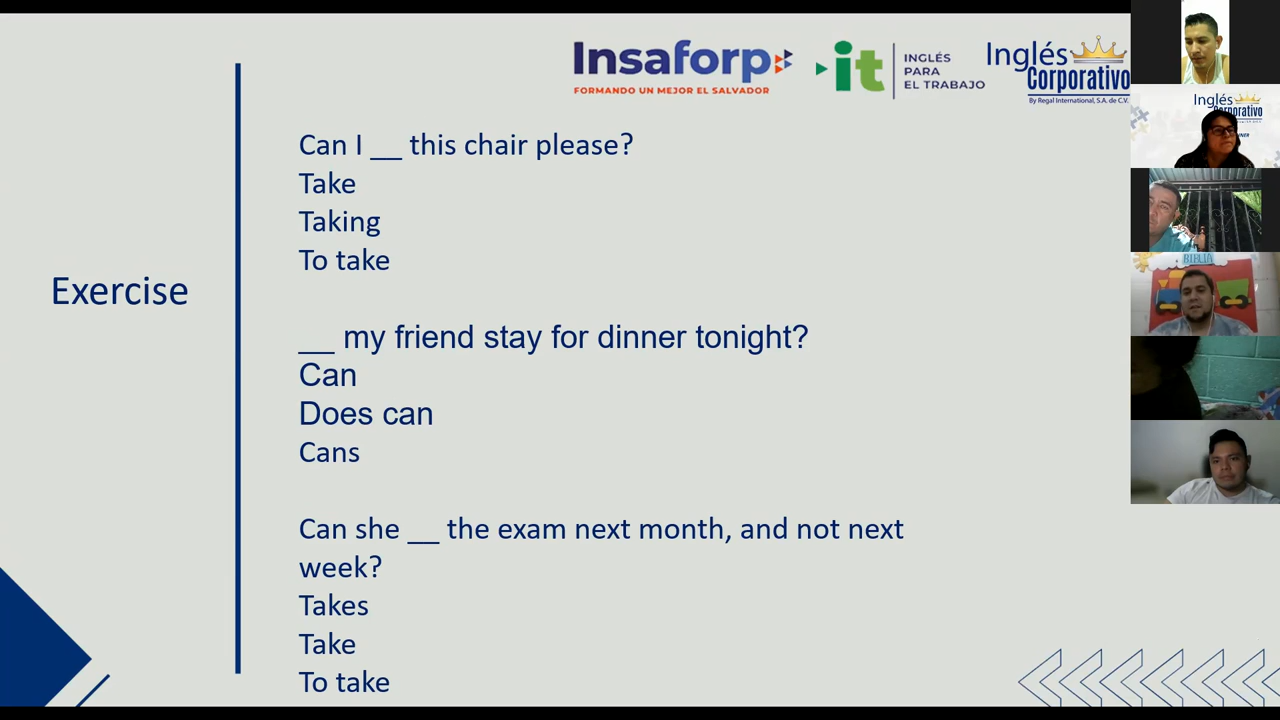 Insaforp
FORMANDO UN MEJOR EL SALVADOR
it
INGLÉS
PARA
EL TRABAJO
Inglés
Corporativo
By Regal International, S.A. de C.V.
Inglés
BIBLIA
Exercise
Can I __ this chair please?
Take
Taking
To take
__ my friend stay for dinner tonight?
Can
Does can
Cans
Can she __ the exam next month, and not next
week?
Takes
Take
To take